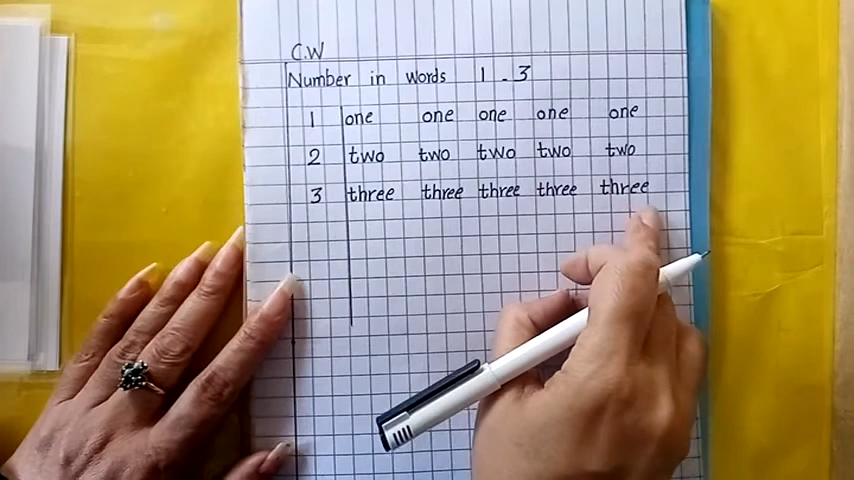 C.W
Number in words 1 - 3
1 one one one one one
2 two two two two two
3 three three three three three